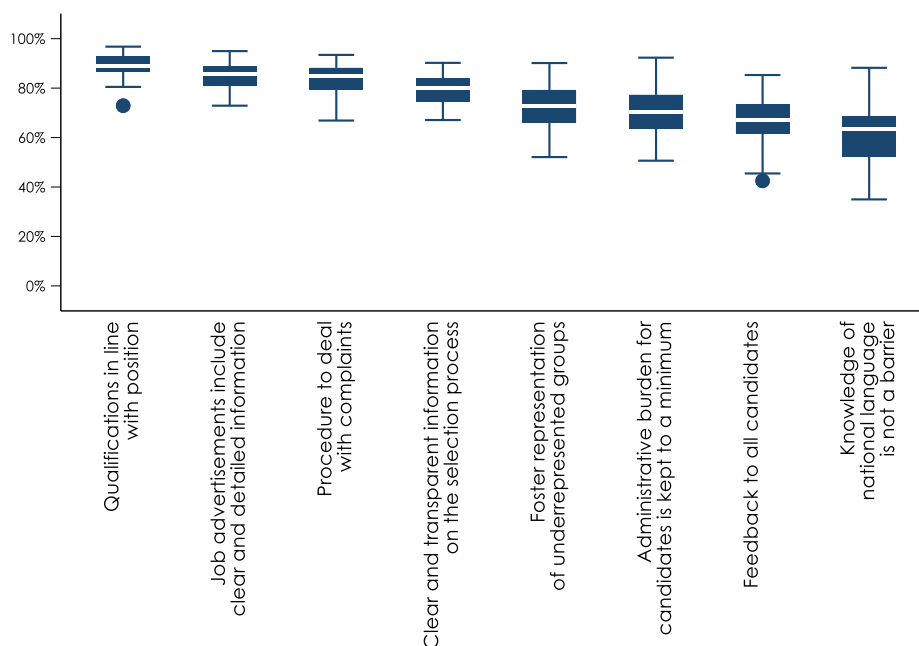 100%
80%
60%
40%
20%
0%
Qualifications in line
with position
Job advertisements include
clear and detailed information
Procedure to deal
with complaints
Clear and transparent information
on the selection process
Foster representation
of underrepresented groups
Administrative burden for
candidates is kept to a minimum
Feedback to all candidates
Knowledge of
national language
is not a barrier